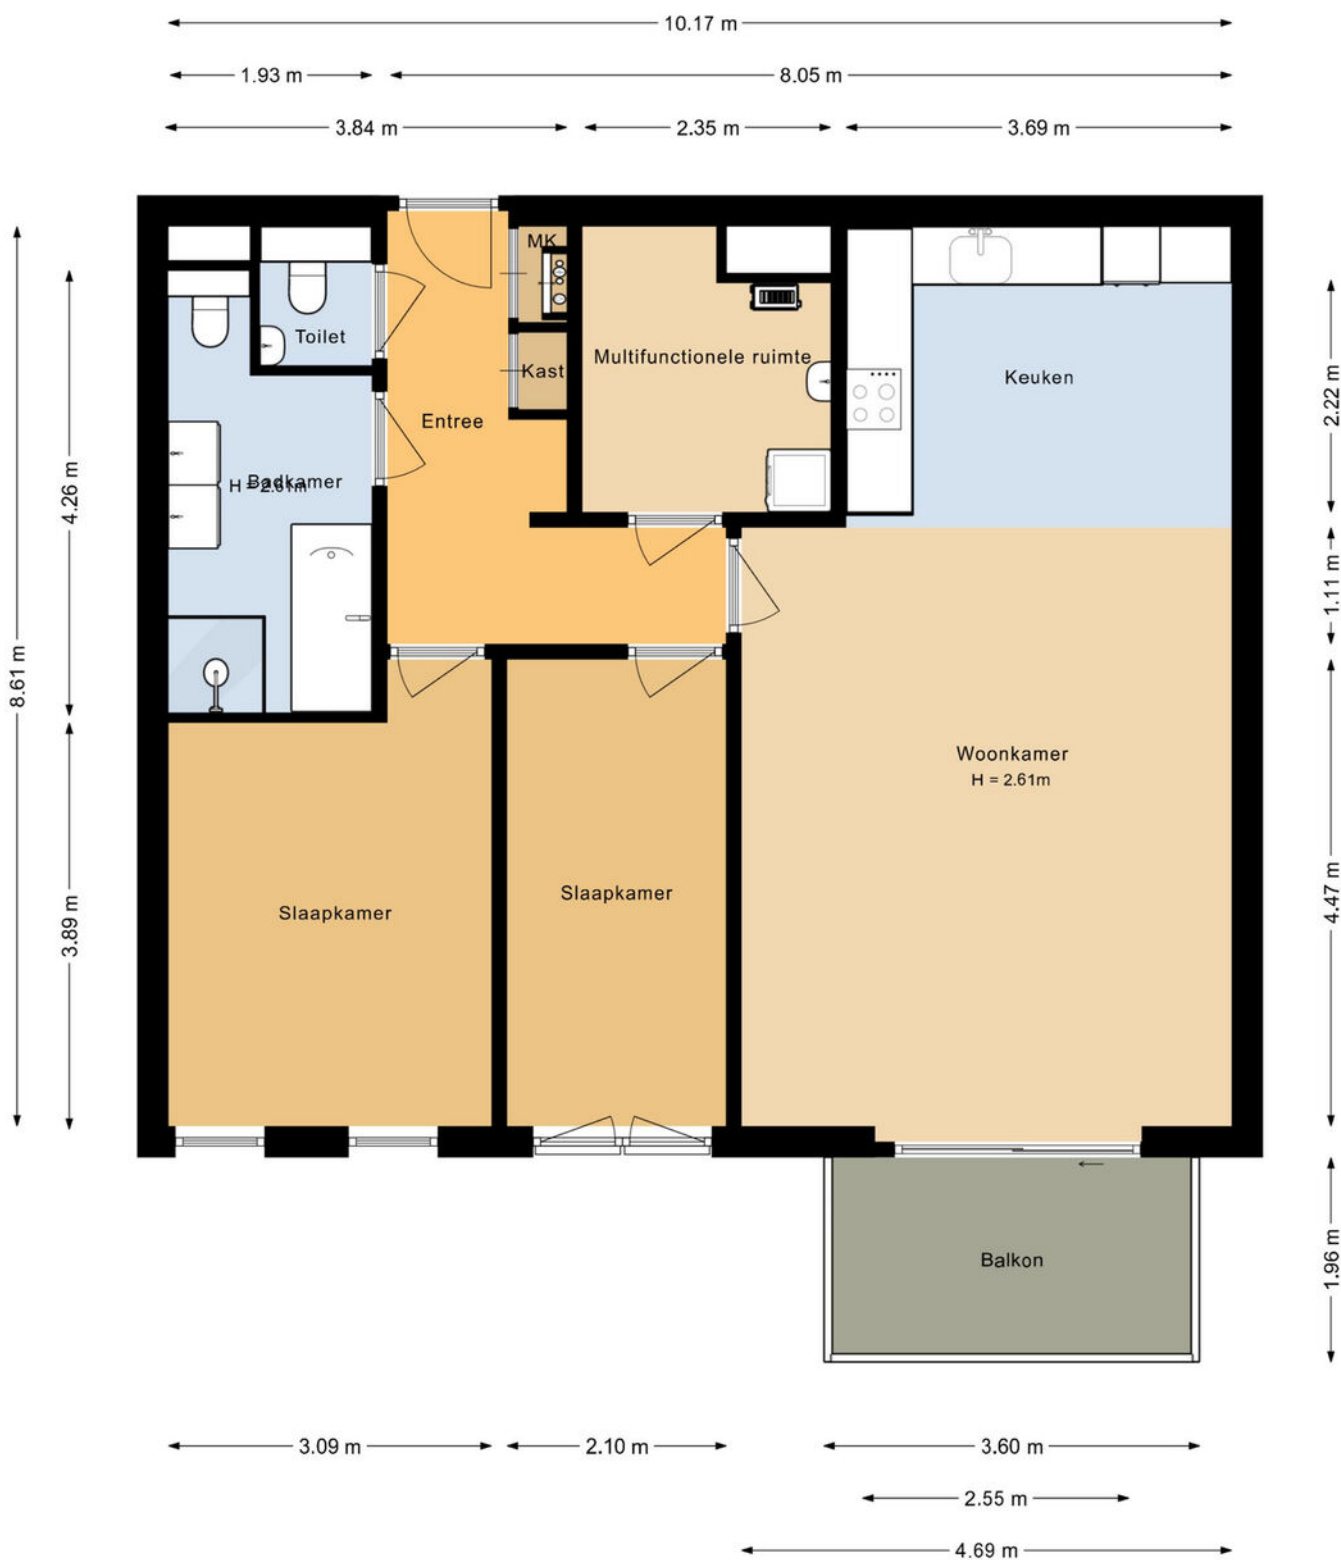 10.17 m
1.93 m
8.05 m
3.84 m
2.35 m
3.69 m
MK
Toilet
Kast
Multifunctionele ruimte
Keuken
Entree
Badkamer
H = 2.61m
Woonkamer
H = 2.61m
Slaapkamer
Slaapkamer
Balkon
8.61 m
4.26 m
3.89 m
2.22 m
1.11 m
4.47 m
1.96 m
3.09 m
2.10 m
3.60 m
2.55 m
4.69 m